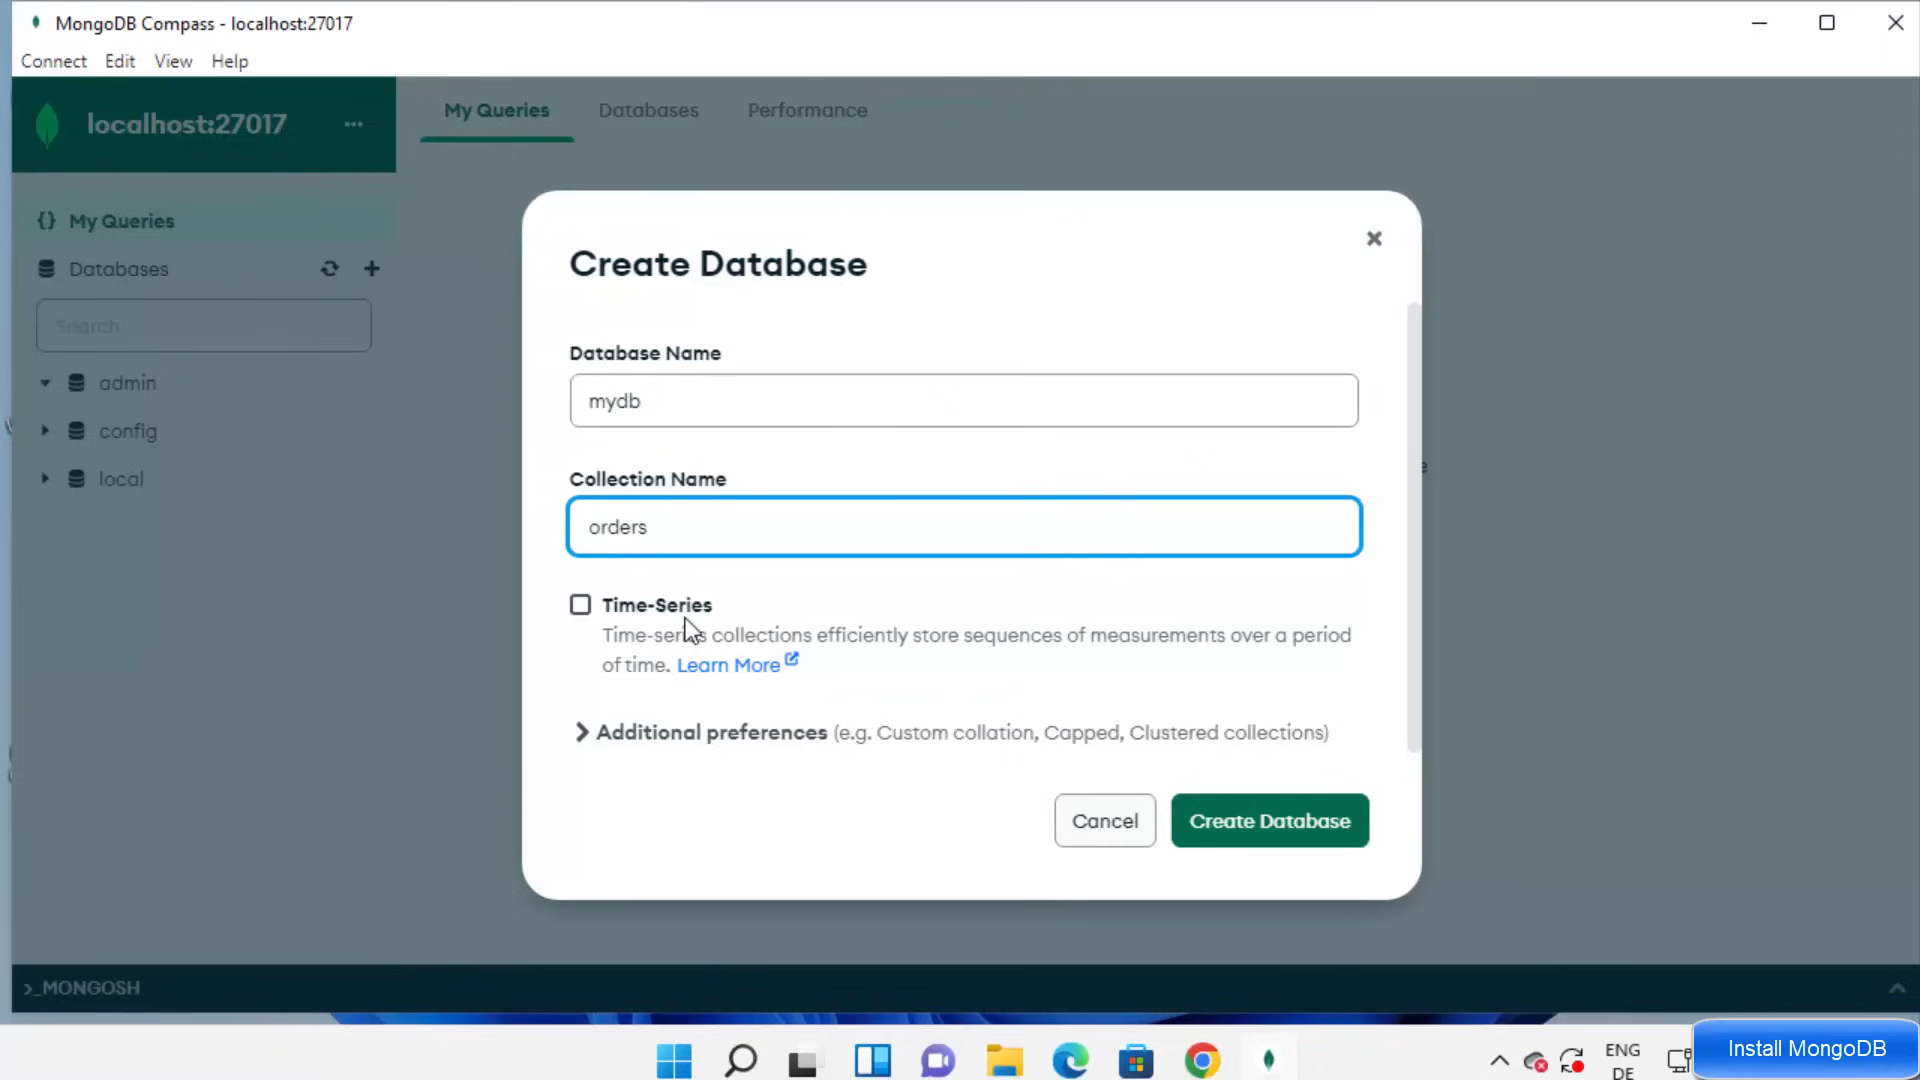 MongoDB Compass - localhost:27017
Connect Edit View Help
localhost:27017 ...
My Queries Databases Performance
{} My Queries
Databases
Search
admin
config
local
Create Database
Database Name
mydb
Collection Name
orders
Time-Series
Time-series collections efficiently store sequences of measurements over a period
of time. Learn More
Additional preferences (e.g. Custom collation, Capped, Clustered collections)
Cancel Create Database
>_MONGOSH
ENG
DE
Install MongoDB